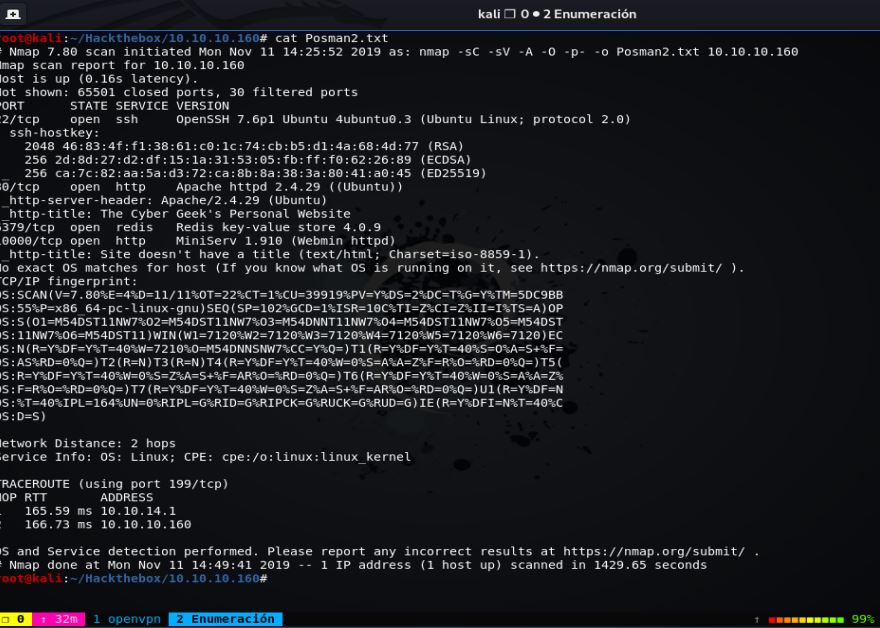 kali ❐ 0 ● 2 Enumeración
root@kali:~/Hackthebox/10.10.10.160# cat Posman2.txt
# Nmap 7.80 scan initiated Mon Nov 11 14:25:52 2019 as: nmap -sC -sV -A -O -p- -o Posman2.txt 10.10.10.160
Nmap scan report for 10.10.10.160
Host is up (0.16s latency).
Not shown: 65501 closed ports, 30 filtered ports
PORT      STATE SERVICE VERSION
22/tcp    open  ssh     OpenSSH 7.6p1 Ubuntu 4ubuntu0.3 (Ubuntu Linux; protocol 2.0)
ssh-hostkey:
2048 46:83:4f:f1:38:61:c0:1c:74:cb:b5:d1:4a:68:4d:77 (RSA)
256 2d:8d:27:d2:df:15:1a:31:53:05:fb:ff:f0:62:26:89 (ECDSA)
_  256 ca:7c:82:aa:5a:d3:72:ca:8b:8a:38:3a:80:41:a0:45 (ED25519)
80/tcp    open  http    Apache httpd 2.4.29 ((Ubuntu))
_http-server-header: Apache/2.4.29 (Ubuntu)
_http-title: The Cyber Geek's Personal Website
6379/tcp  open  redis   Redis key-value store 4.0.9
10000/tcp open  http    MiniServ 1.910 (Webmin httpd)
_http-title: Site doesn't have a title (text/html; Charset=iso-8859-1).
No exact OS matches for host (If you know what OS is running on it, see https://nmap.org/submit/ ).
TCP/IP fingerprint:
OS:SCAN(V=7.80%E=4%D=11/11%OT=22%CT=1%CU=39919%PV=Y%DS=2%DC=T%G=Y%TM=5DC9BB
OS:55%P=x86_64-pc-linux-gnu)SEQ(SP=102%GCD=1%ISR=10C%TI=Z%CI=Z%II=I%TS=A)OP
OS:S(O1=M54DST11NW7%O2=M54DST11NW7%O3=M54DNNT11NW7%O4=M54DST11NW7%O5=M54DST
OS:11NW7%O6=M54DST11)WIN(W1=7120%W2=7120%W3=7120%W4=7120%W5=7120%W6=7120)EC
OS:N(R=Y%DF=Y%T=40%W=7210%O=M54DNNSNW7%CC=Y%Q=)T1(R=Y%DF=Y%T=40%S=O%A=S+%F=
OS:AS%RD=0%Q=)T2(R=N)T3(R=N)T4(R=Y%DF=Y%T=40%W=0%S=A%A=Z%F=R%O=%RD=0%Q=)T5(
OS:R=Y%DF=Y%T=40%W=0%S=Z%A=S+%F=AR%O=%RD=0%Q=)T6(R=Y%DF=Y%T=40%W=0%S=A%A=Z%
OS:F=R%O=%RD=0%Q=)T7(R=Y%DF=Y%T=40%W=0%S=Z%A=S+%F=AR%O=%RD=0%Q=)U1(R=Y%DF=N
OS:%T=40%IPL=164%UN=0%RIPL=G%RID=G%RIPCK=G%RUCK=G%RUD=G)IE(R=Y%DFI=N%T=40%C
OS:D=S)
Network Distance: 2 hops
Service Info: OS: Linux; CPE: cpe:/o:linux:linux_kernel
TRACEROUTE (using port 199/tcp)
HOP RTT       ADDRESS
1   165.59 ms 10.10.14.1
2   166.73 ms 10.10.10.160
OS and Service detection performed. Please report any incorrect results at https://nmap.org/submit/ .
# Nmap done at Mon Nov 11 14:49:41 2019 -- 1 IP address (1 host up) scanned in 1429.65 seconds
root@kali:~/Hackthebox/10.10.10.160#
❐ 0 ↑ 32m 1 openvpn 2 Enumeración ↑ 99%